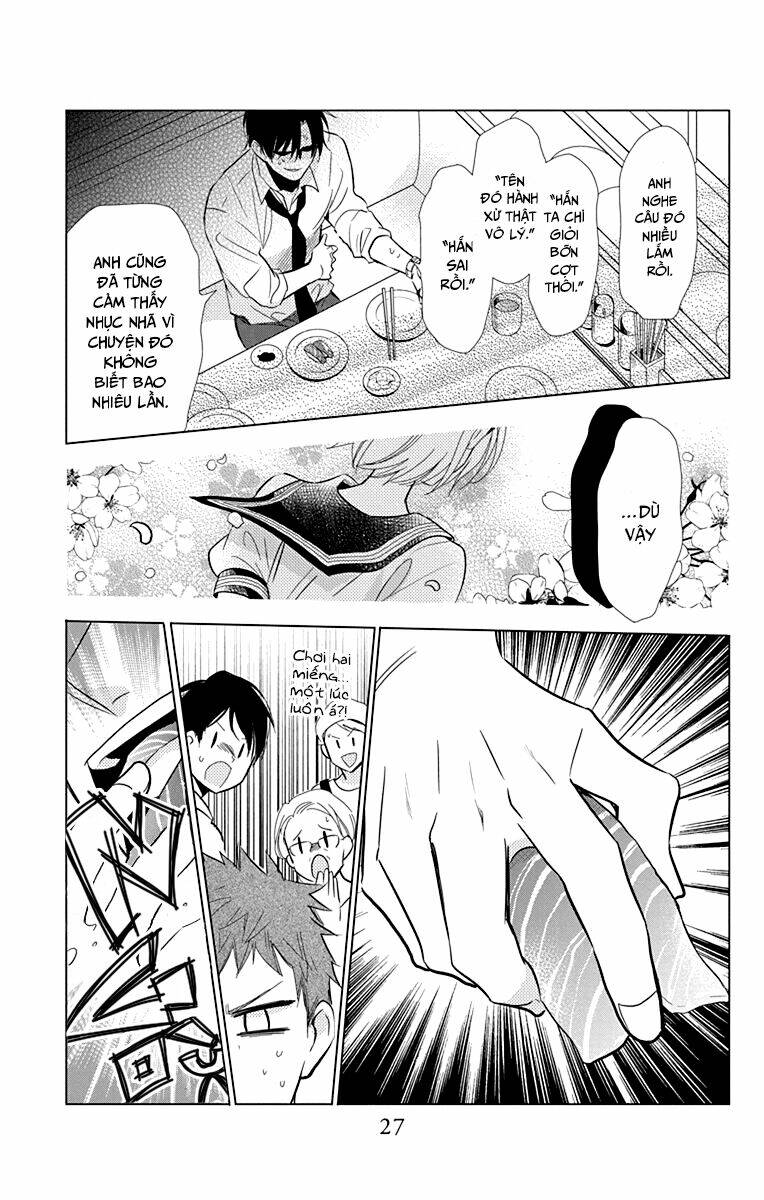 ANH
NGHE
CÂU ĐÓ
NHIỀU
LẮM
RỒI.
“HẮN
TA CHỈ
GIỎI
BỠN
CỢT
THÔI.”
“TÊN
ĐÓ HÀNH
XỬ THẬT
VÔ LÝ.”
“HẮN
SAI
RỒI.”
ANH CŨNG
ĐÃ TỪNG
CẢM THẤY
NHỤC NHÃ VÌ
CHUYỆN ĐÓ
KHÔNG
BIẾT BAO
NHIÊU LẦN.
...DÙ
VẬY
Chơi hai
miếng...
một lúc
luôn á?!
27